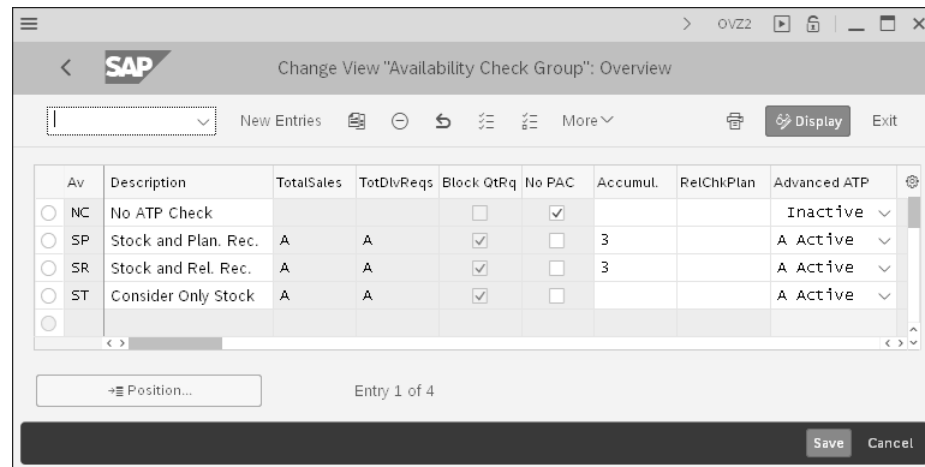 OVZ2
SAP Change View "Availability Check Group": Overview
New Entries More Display Exit
Av Description TotalSales TotDlvReqs Block QtRq No PAC Accumul. RelChkPlan Advanced ATP
NC No ATP Check Inactive
SP Stock and Plan. Rec. A A 3 A Active
SR Stock and Rel. Rec. A A 3 A Active
ST Consider Only Stock A A A Active
Position... Entry 1 of 4
Save Cancel